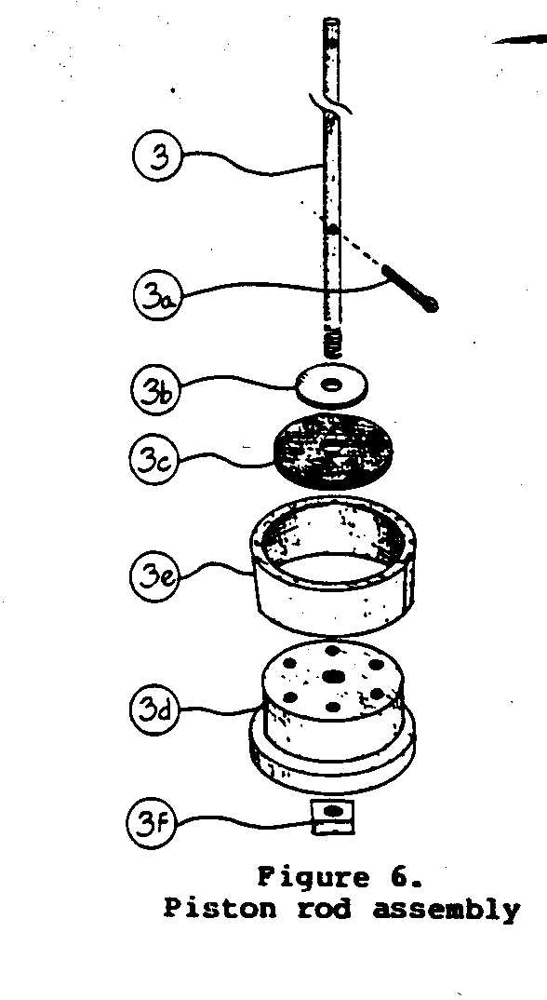 3
3a
3b
3c
3e
3d
3f
Figure 6.
Piston rod assembly